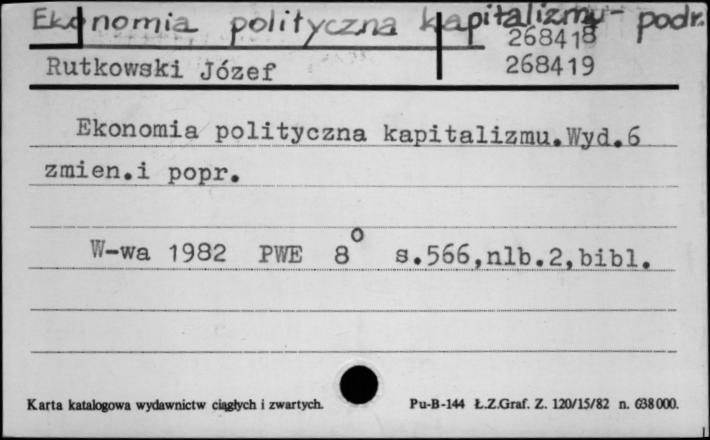 Ekonomia polityczna kapitalizmu - podr.
268418
Rutkowski Józef 268419
Ekonomia polityczna kapitalizmu.Wyd.6
zmien.i popr.
W-wa 1982 PWE 8° s.566,nlb.2,bibl.
Karta katalogowa wydawnictw ciągłych i zwartych. Pu-B-144 Ł.Z.Graf. Z. 120/15/82 n. 638 000.